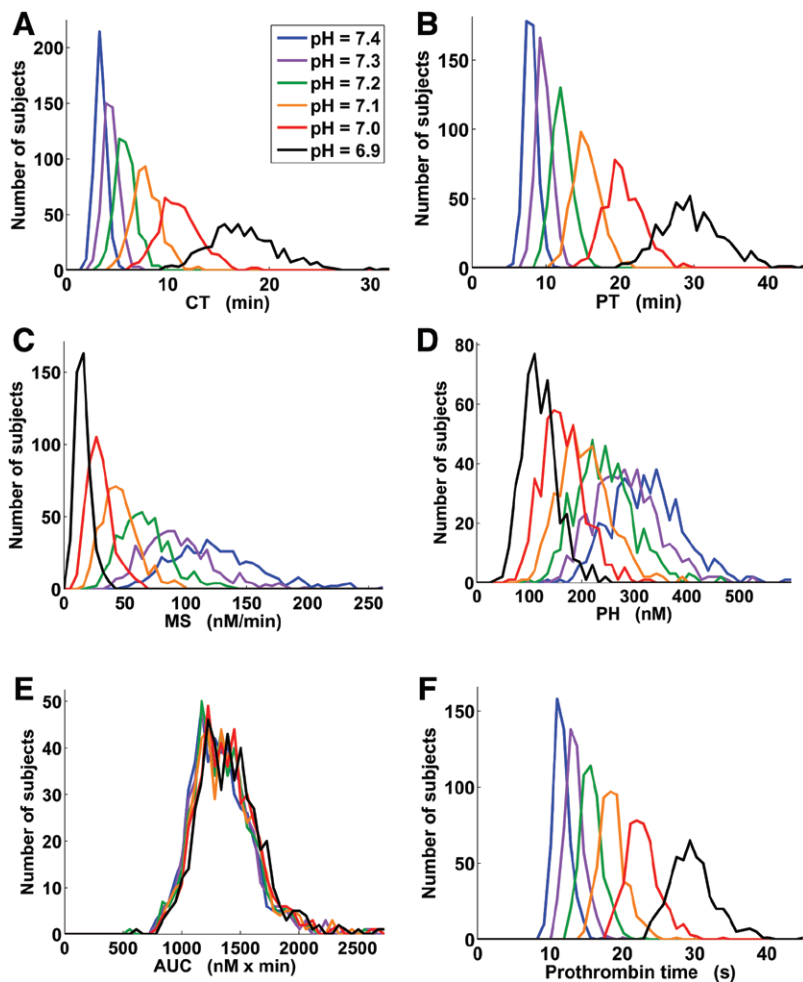 A
Number of subjects
200
150
100
50
0
0 10 20 30
CT (min)
pH = 7.4
pH = 7.3
pH = 7.2
pH = 7.1
pH = 7.0
pH = 6.9
B
Number of subjects
150
100
50
0
0 10 20 30 40
PT (min)
C
Number of subjects
150
100
50
0
0 50 100 150 200 250
MS (nM/min)
D
Number of subjects
80
60
40
20
0
0 100 200 300 400 500
PH (nM)
E
Number of subjects
50
40
30
20
10
0
0 500 1000 1500 2000 2500
AUC (nM x min)
F
Number of subjects
150
100
50
0
0 10 20 30 40
Prothrombin time (s)